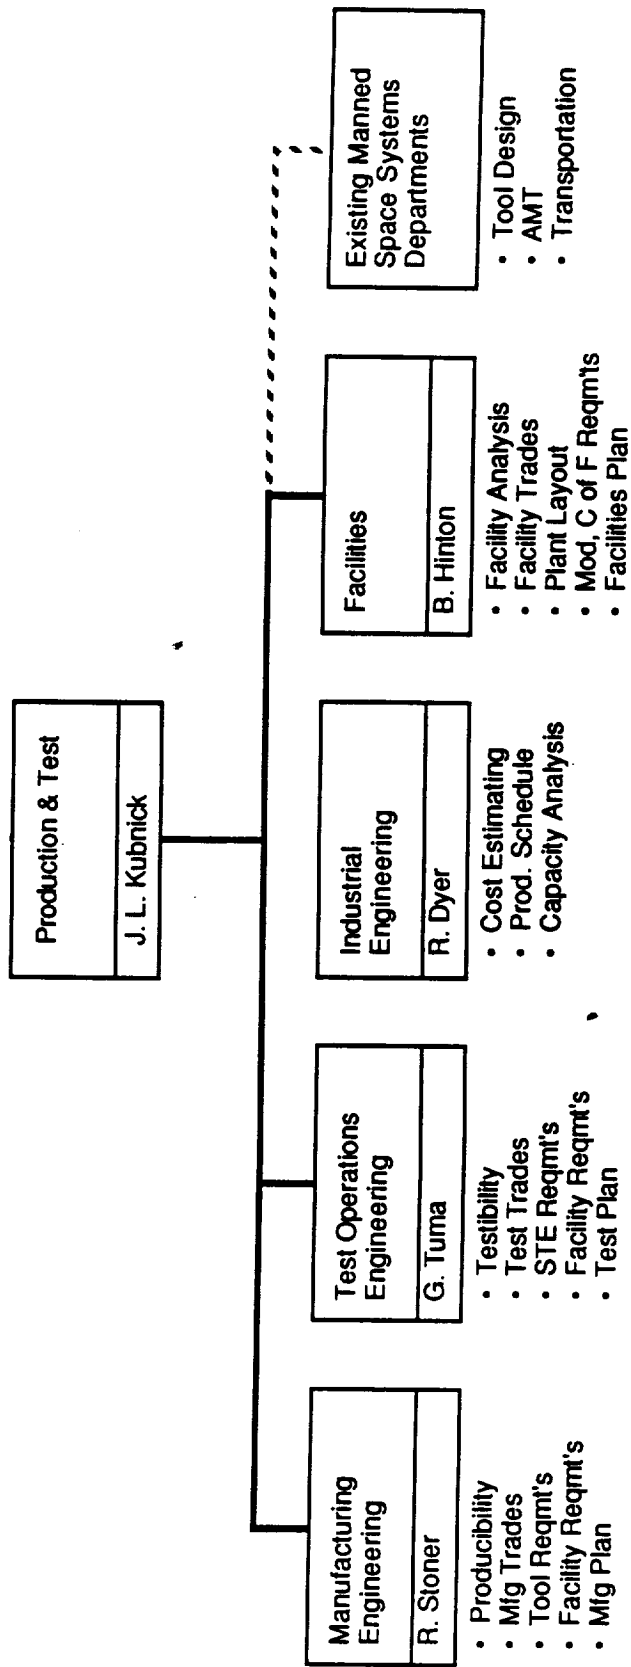 Production & Test
J. L. Kubnick
Manufacturing
Engineering
R. Stoner
• Producibility
• Mfg Trades
• Tool Reqmt's
• Facility Reqmt's
• Mfg Plan
Test Operations
Engineering
G. Tuma
• Testibility
• Test Trades
• STE Reqmt's
• Facility Reqmt's
• Test Plan
Industrial
Engineering
R. Dyer
• Cost Estimating
• Prod. Schedule
• Capacity Analysis
Facilities
B. Hinton
• Facility Analysis
• Facility Trades
• Plant Layout
• Mod, C of F Reqm'ts
• Facilities Plan
Existing Manned
Space Systems
Departments
• Tool Design
• AMT
• Transportation